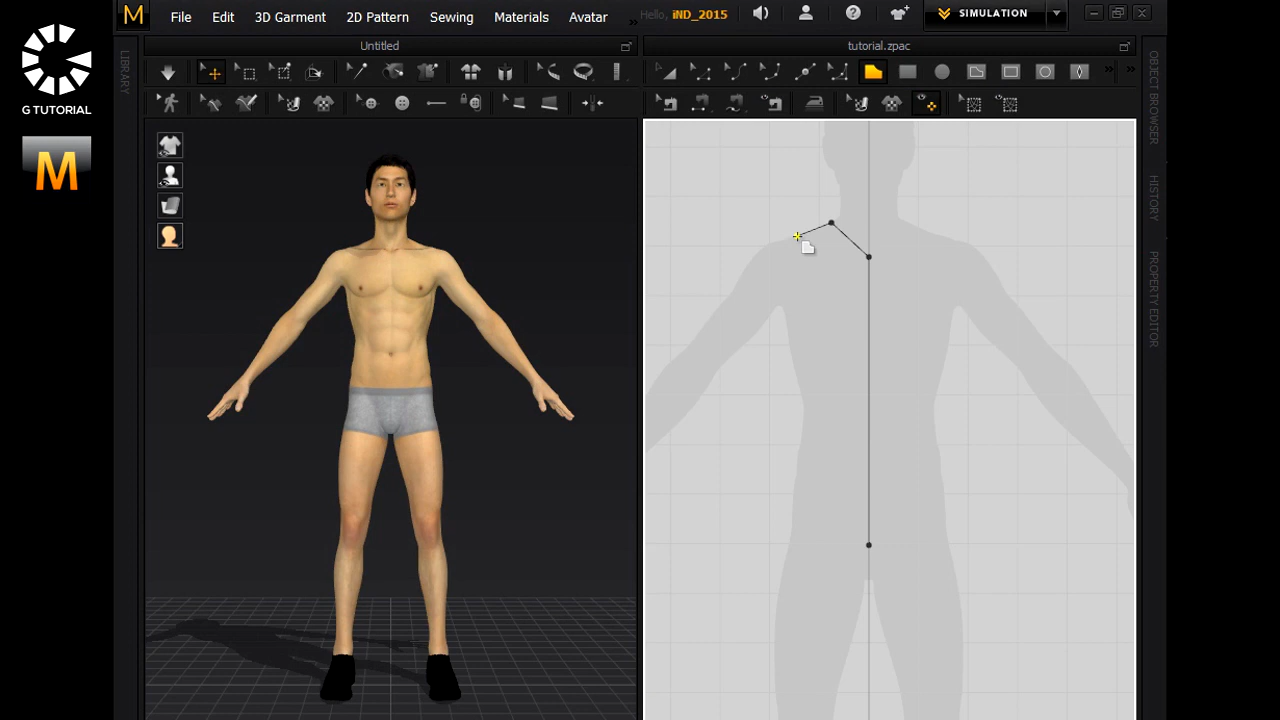 G TUTORIAL
M
M
File Edit 3D Garment 2D Pattern Sewing Materials Avatar » Hello, iND_2015 SIMULATION
LIBRARY
Untitled
tutorial.zpac
OBJECT BROWSER
HISTORY
PROPERTY EDITOR